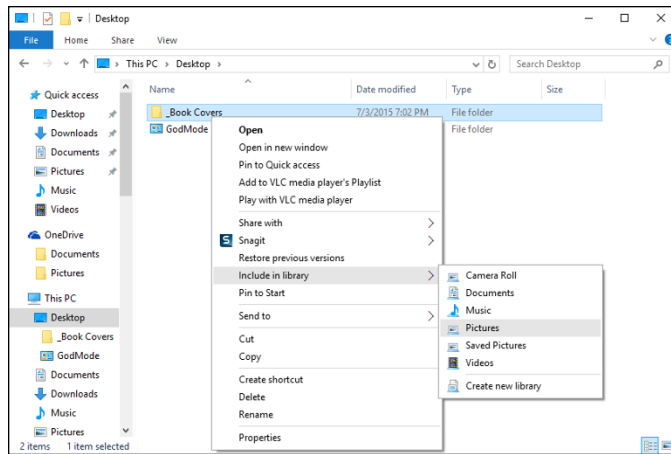 Desktop
File Home Share View
This PC > Desktop >
Search Desktop
Name Date modified Type Size
Quick access
Desktop
Downloads
Documents
Pictures
Music
Videos
OneDrive
Documents
Pictures
This PC
Desktop
_Book Covers
GodMode
Documents
Downloads
Music
Pictures
_Book Covers 7/3/2015 7:02 PM File folder
GodMode File folder
Open
Open in new window
Pin to Quick access
Add to VLC media player's Playlist
Play with VLC media player
Share with
S Snagit
Restore previous versions
Include in library
Pin to Start
Send to
Cut
Copy
Create shortcut
Delete
Rename
Properties
Camera Roll
Documents
Music
Pictures
Saved Pictures
Videos
Create new library
2 items 1 item selected